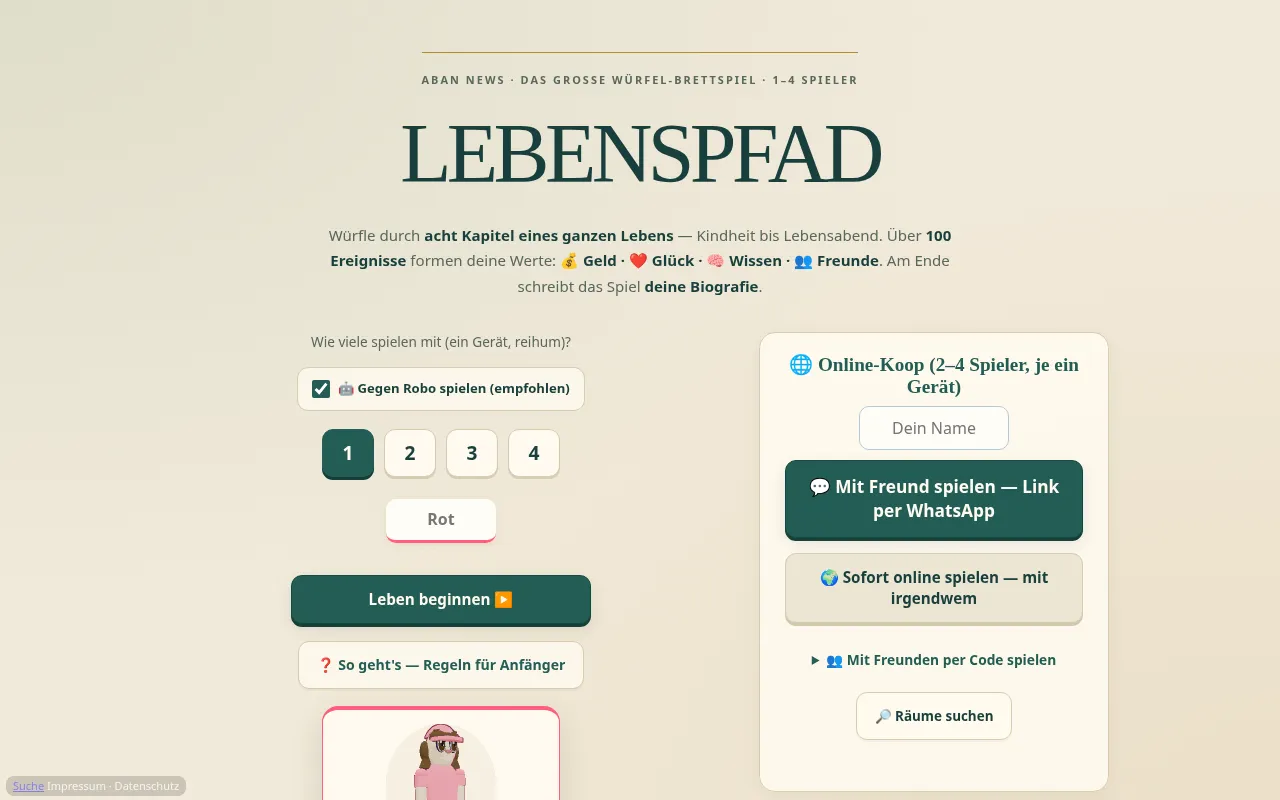 ABAN NEWS · DAS GROSSE WÜRFEL-BRETTSPIEL · 1–4 SPIELER
LEBENSPFAD
Würfle durch acht Kapitel eines ganzen Lebens — Kindheit bis Lebensabend. Über 100
Ereignisse formen deine Werte: 💰 Geld · ❤️ Glück · 🧠 Wissen · 👥 Freunde. Am Ende
schreibt das Spiel deine Biografie.
Wie viele spielen mit (ein Gerät, reihum)?
🤖 Gegen Robo spielen (empfohlen)
1 2 3 4
Rot
Leben beginnen ▶️
❓ So geht's — Regeln für Anfänger
🌐 Online-Koop (2–4 Spieler, je ein
Gerät)
Dein Name
💬 Mit Freund spielen — Link
per WhatsApp
🌍 Sofort online spielen — mit
irgendwem
▶ 👥 Mit Freunden per Code spielen
🔎 Räume suchen
Suche Impressum · Datenschutz